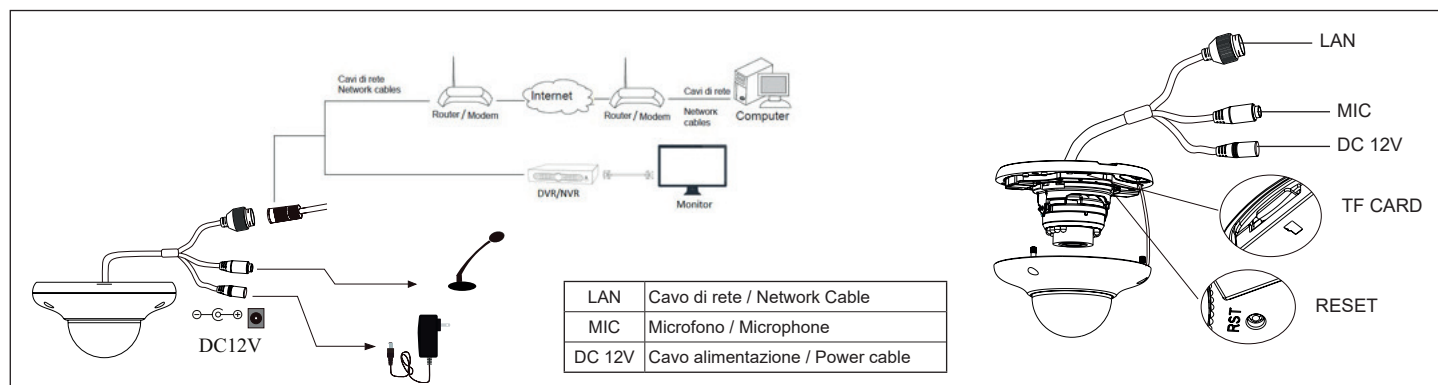 Cavi di rete
Network cables
Router / Modem
Internet
Router / Modem
Cavi di rete
Network
cables
Computer
DVR/NVR
Monitor
DC12V
LAN Cavo di rete / Network Cable
MIC Microfono / Microphone
DC 12V Cavo alimentazione / Power cable
LAN
MIC
DC 12V
TF CARD
RESET
RST